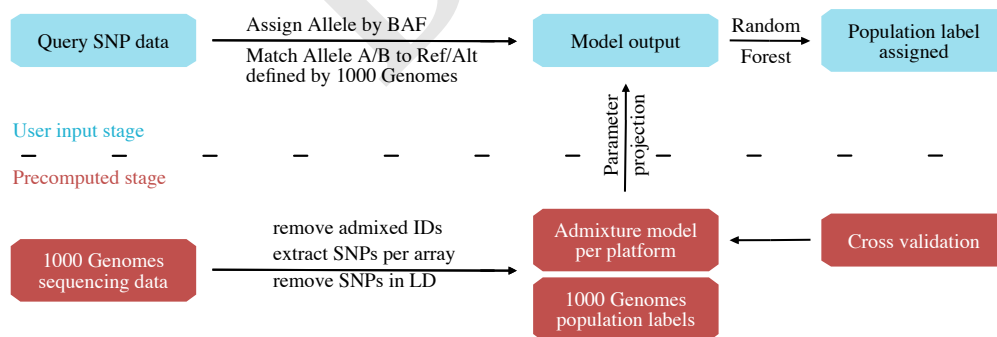 Query SNP data
Assign Allele by BAF
Match Allele A/B to Ref/Alt
defined by 1000 Genomes
Model output
Random
Forest
Population label
assigned
User input stage
Parameter
projection
Precomputed stage
1000 Genomes
sequencing data
remove admixed IDs
extract SNPs per array
remove SNPs in LD
Admixture model
per platform
1000 Genomes
population labels
Cross validation